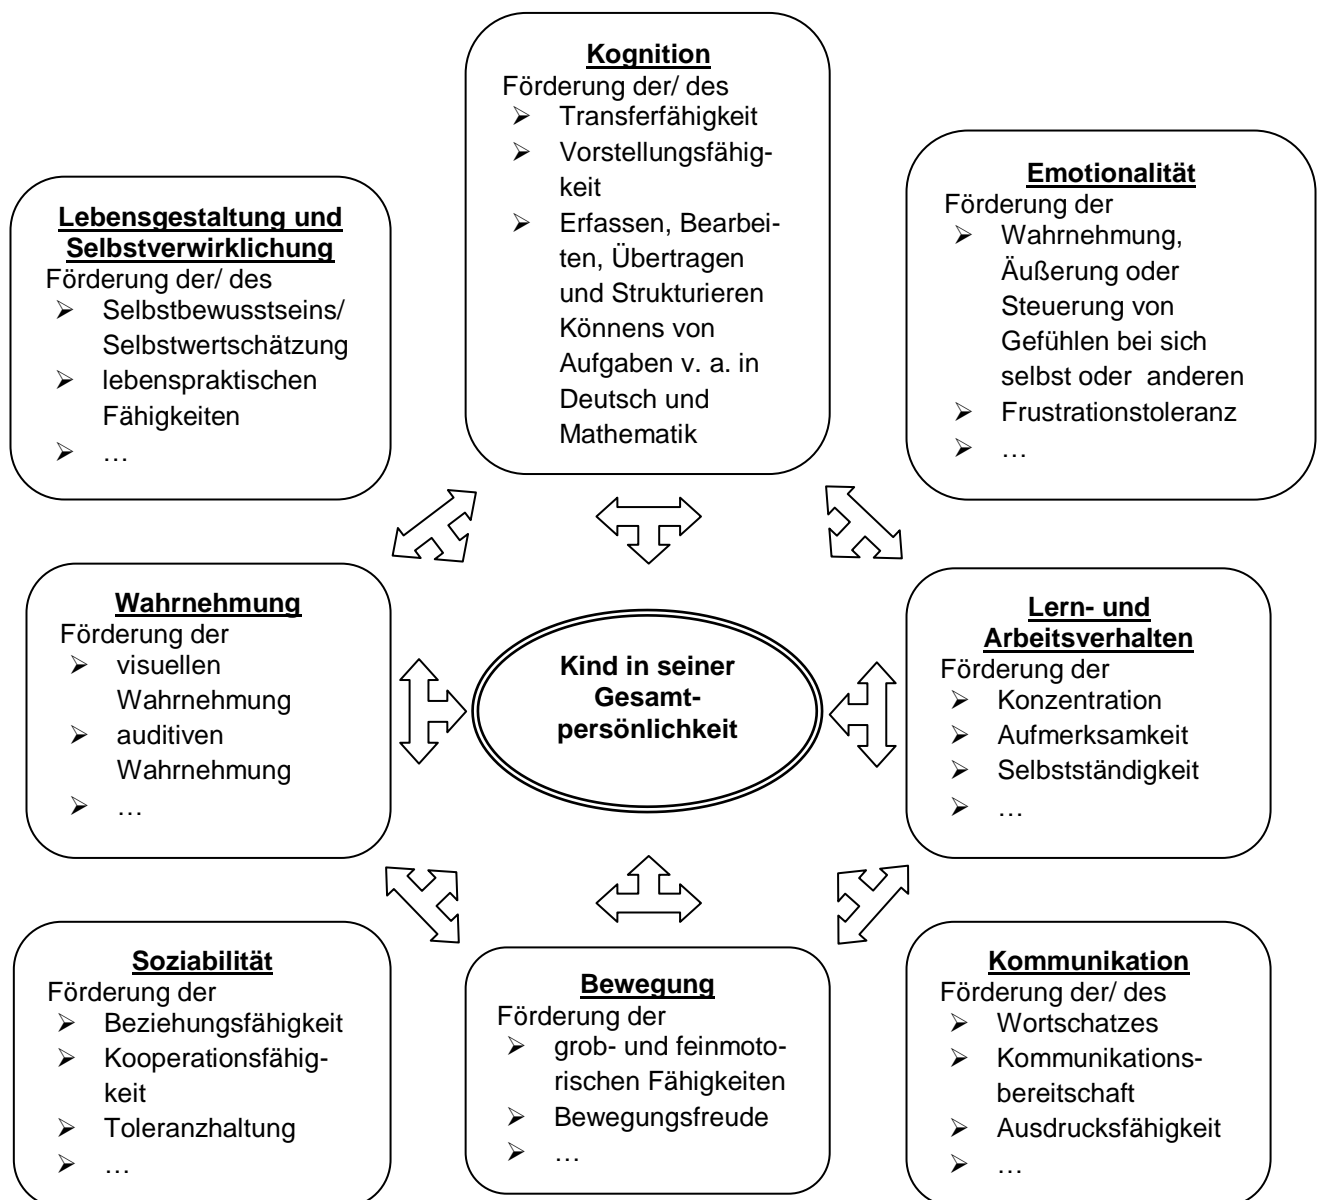 Kognition
Förderung der/ des
➢ Transferfähigkeit
➢ Vorstellungsfähig-
keit
➢ Erfassen, Bearbei-
ten, Übertragen
und Strukturieren
Könnens von
Aufgaben v. a. in
Deutsch und
Mathematik
Lebensgestaltung und
Selbstverwirklichung
Förderung der/ des
➢ Selbstbewusstseins/
Selbstwertschätzung
➢ lebenspraktischen
Fähigkeiten
➢ …
Emotionalität
Förderung der
➢ Wahrnehmung,
Äußerung oder
Steuerung von
Gefühlen bei sich
selbst oder  anderen
➢ Frustrationstoleranz
➢ …
Wahrnehmung
Förderung der
➢ visuellen
Wahrnehmung
➢ auditiven
Wahrnehmung
➢ …
Kind in seiner
Gesamt-
persönlichkeit
Lern- und
Arbeitsverhalten
Förderung der
➢ Konzentration
➢ Aufmerksamkeit
➢ Selbstständigkeit
➢ …
Soziabilität
Förderung der
➢ Beziehungsfähigkeit
➢ Kooperationsfähig-
keit
➢ Toleranzhaltung
➢ …
Bewegung
Förderung der
➢ grob- und feinmoto-
rischen Fähigkeiten
➢ Bewegungsfreude
➢ …
Kommunikation
Förderung der/ des
➢ Wortschatzes
➢ Kommunikations-
bereitschaft
➢ Ausdrucksfähigkeit
➢ …